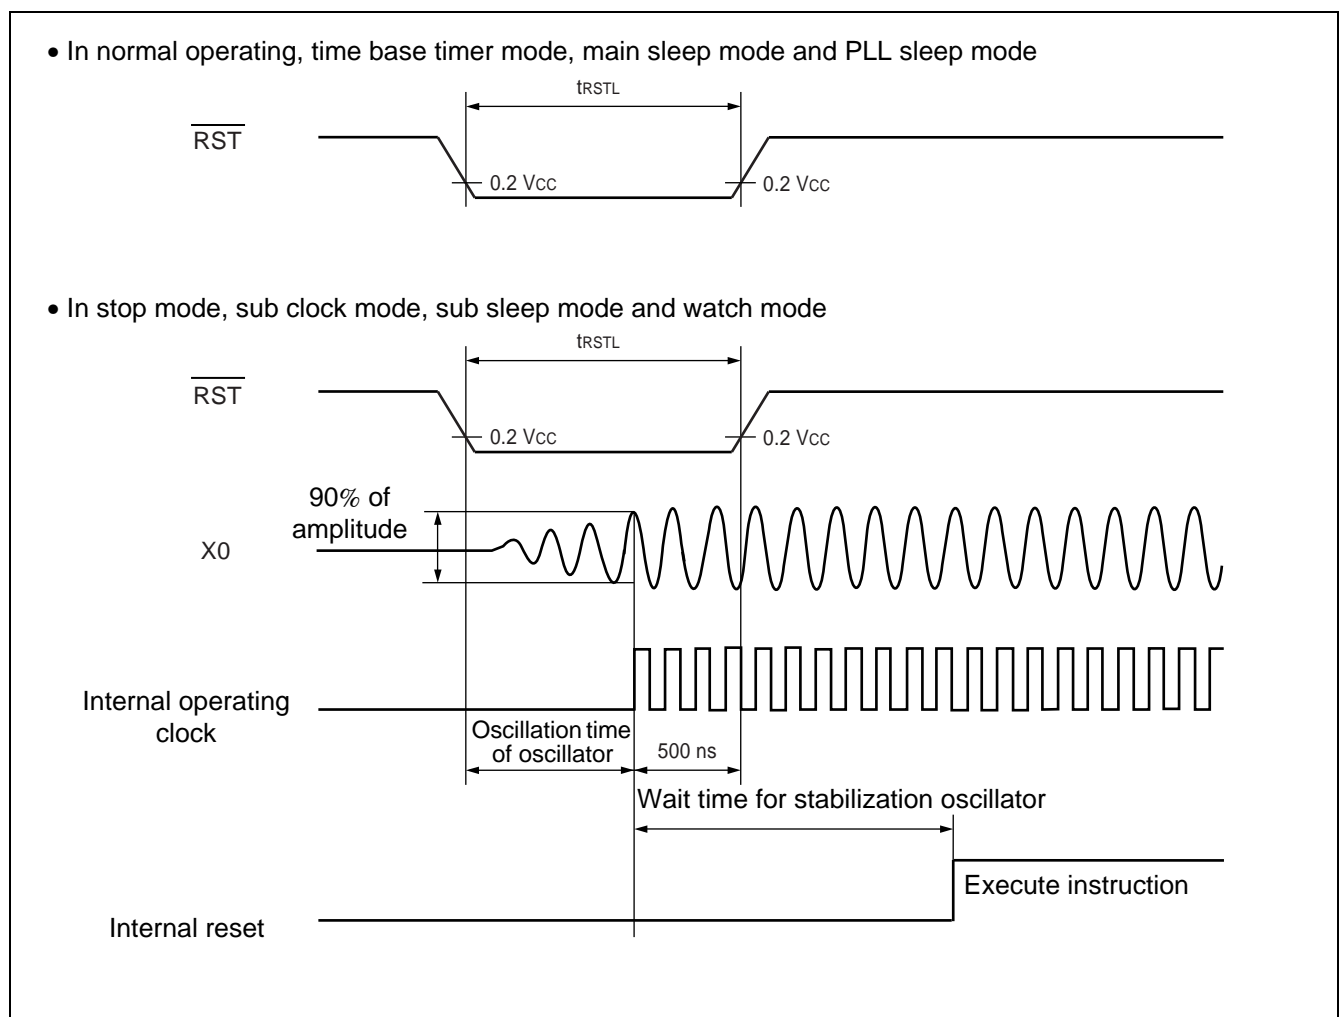 • In normal operating, time base timer mode, main sleep mode and PLL sleep mode
tRSTL
RST
0.2 VCC
0.2 VCC
• In stop mode, sub clock mode, sub sleep mode and watch mode
tRSTL
RST
0.2 VCC
0.2 VCC
90% of
amplitude
X0
Internal operating
clock
Oscillation time
of oscillator
500 ns
Wait time for stabilization oscillator
Execute instruction
Internal reset